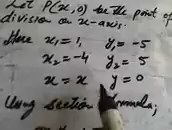 Let P(x, 0) be the point of
division on x-axis.
Here x₁ = 1, y₁ = -5
x₂ = -4 y₂ = 5
x = x y = 0
Using section formula;